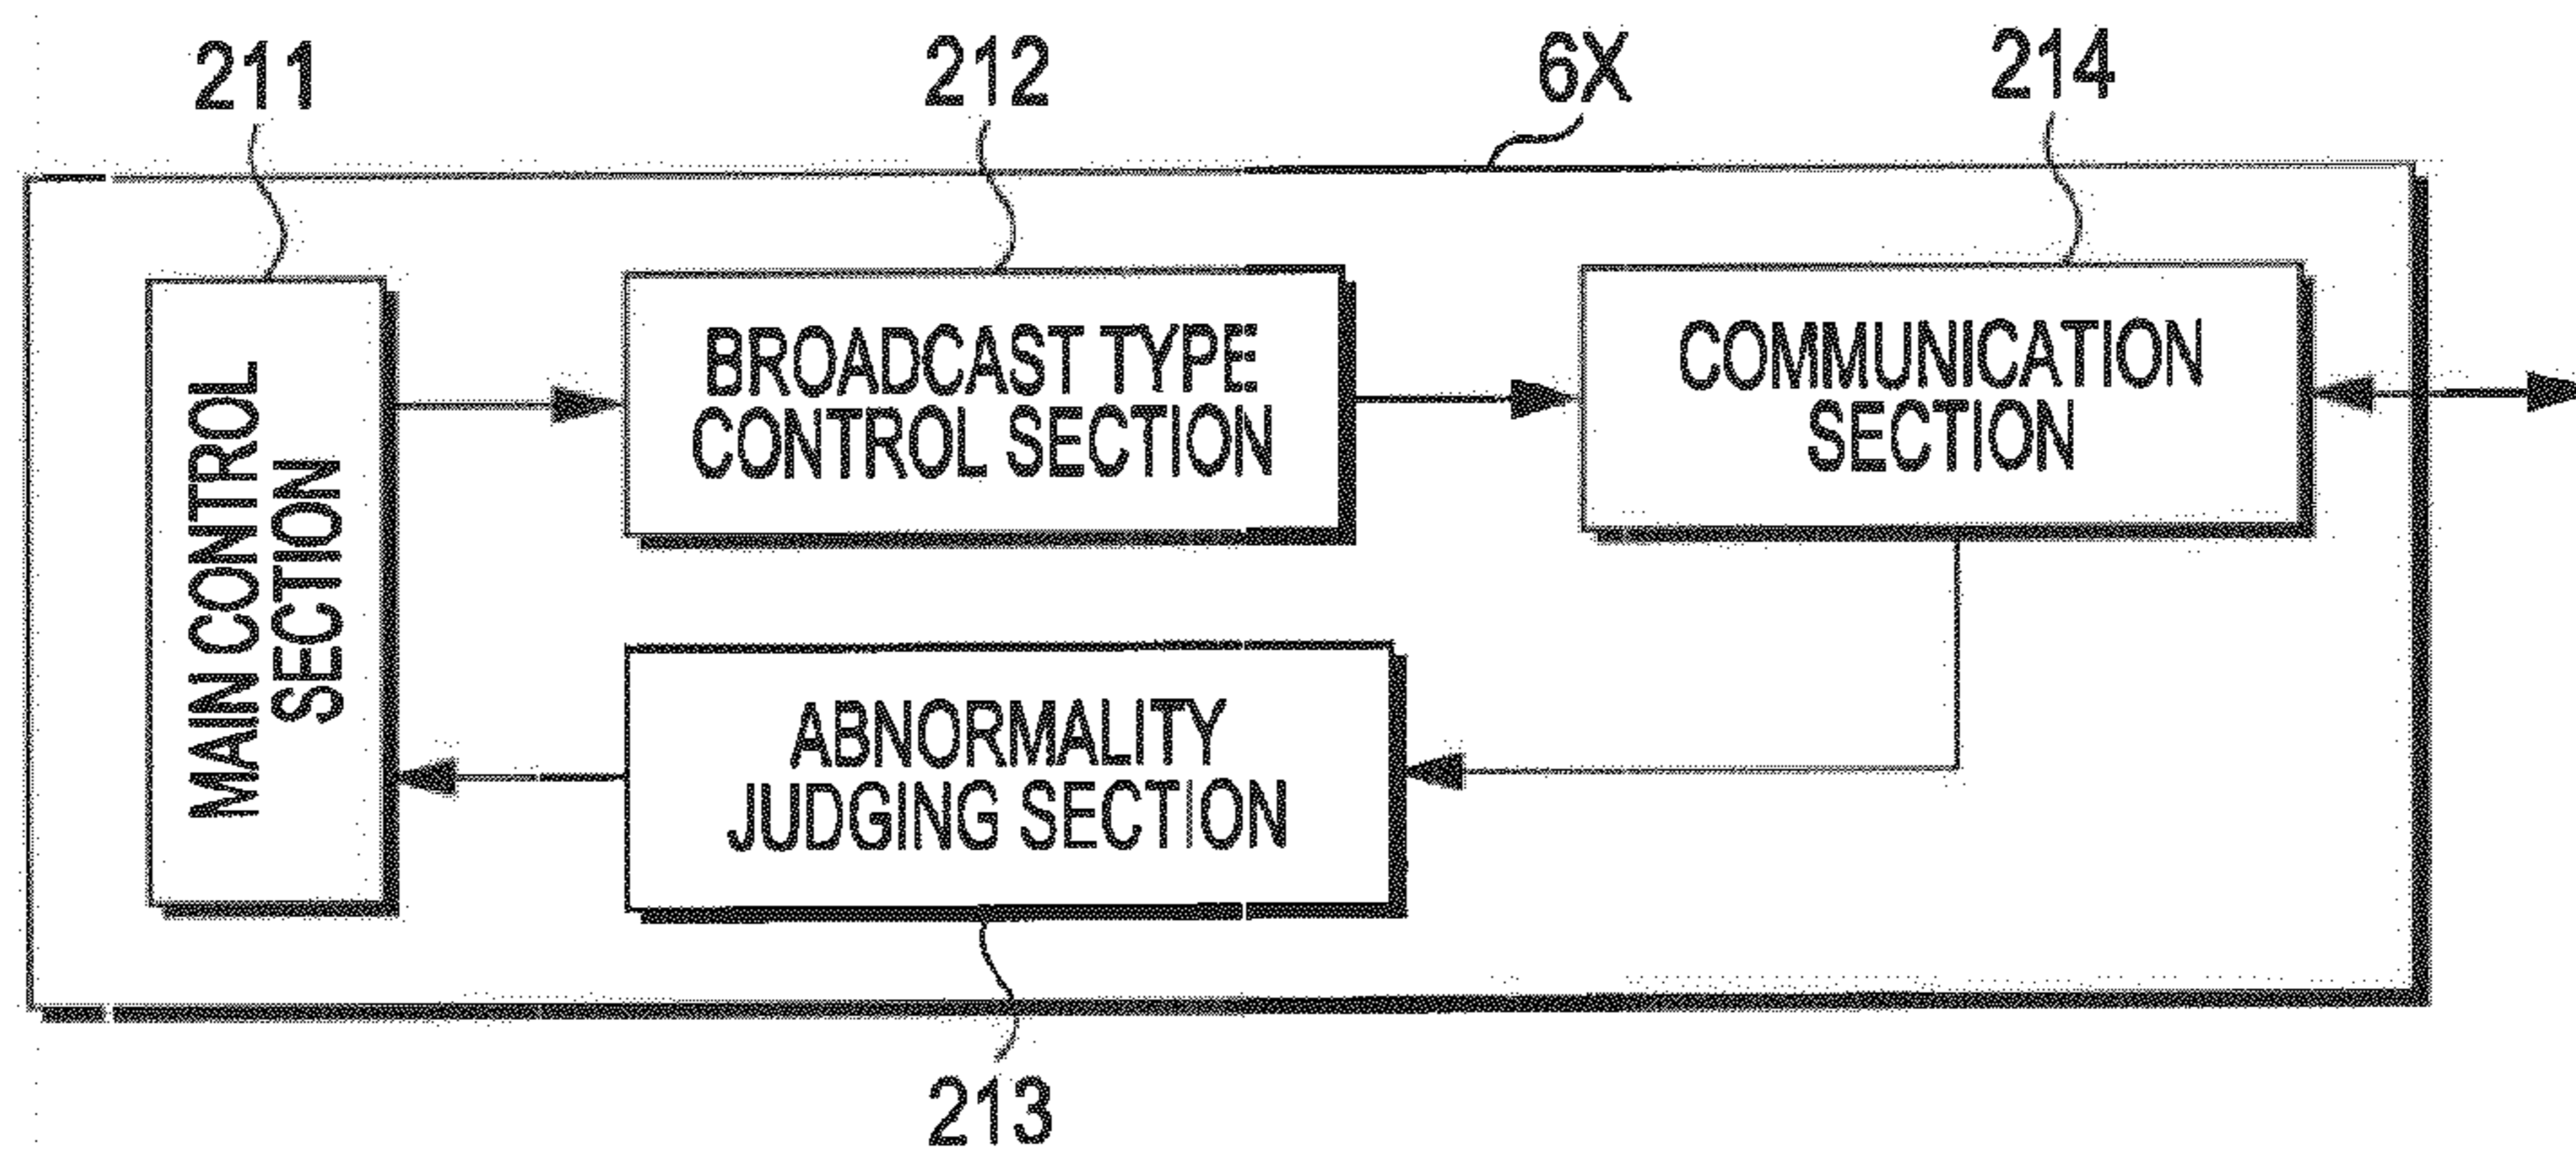 211
212
6X
214
MAIN CONTROL
SECTION
BROADCAST TYPE
CONTROL SECTION
COMMUNICATION
SECTION
ABNORMALITY
JUDGING SECTION
213